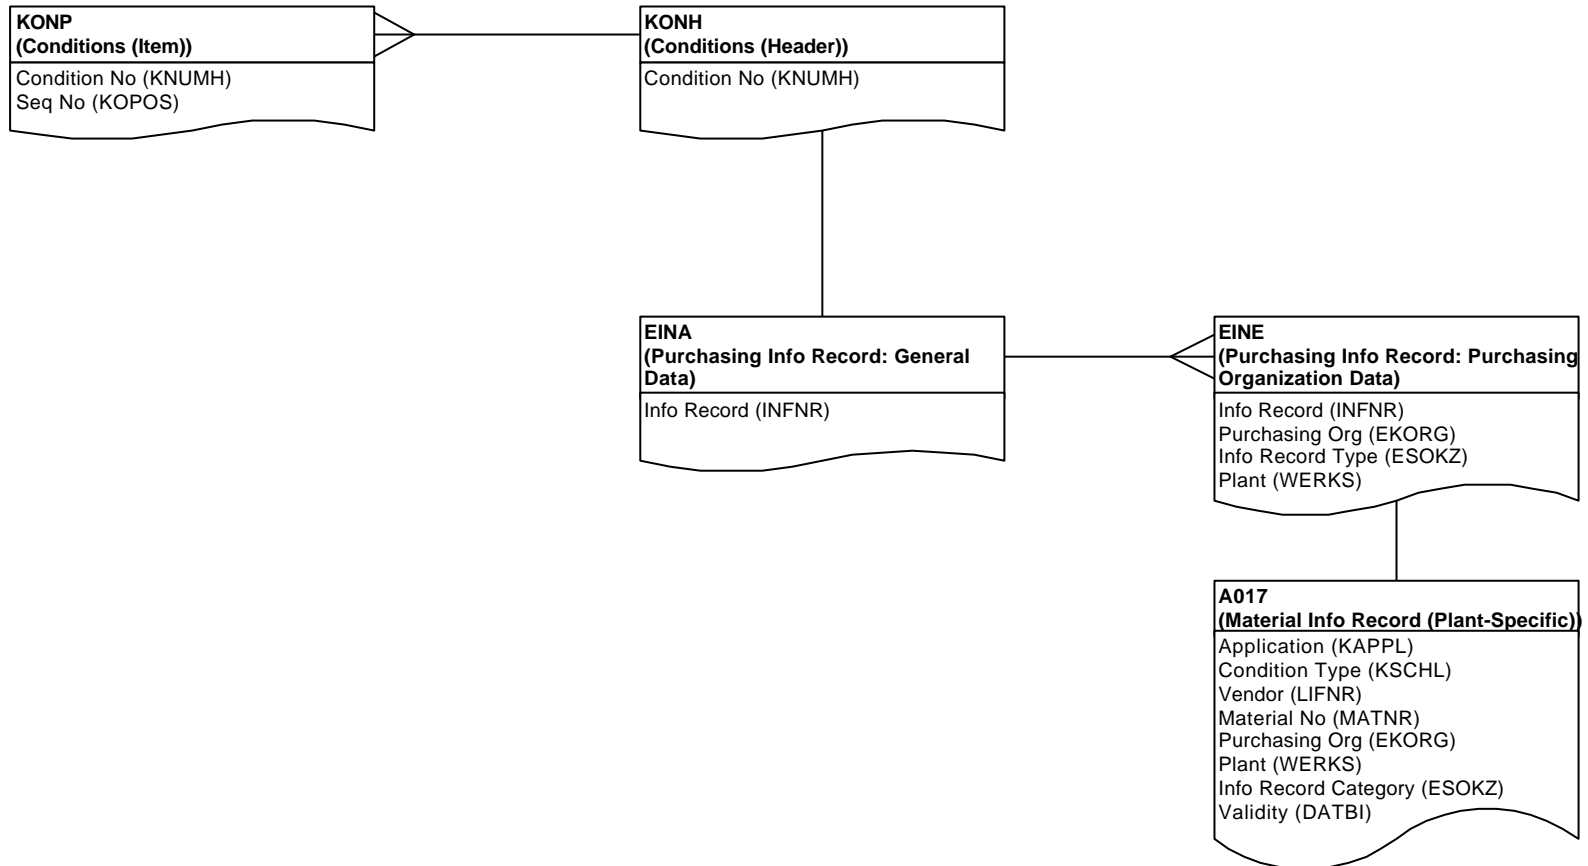 KONP
(Conditions (Item))
Condition No (KNUMH)
Seq No (KOPOS)
KONH
(Conditions (Header))
Condition No (KNUMH)
EINA
(Purchasing Info Record: General
Data)
Info Record (INFNR)
EINE
(Purchasing Info Record: Purchasing
Organization Data)
Info Record (INFNR)
Purchasing Org (EKORG)
Info Record Type (ESOKZ)
Plant (WERKS)
A017
(Material Info Record (Plant-Specific))
Application (KAPPL)
Condition Type (KSCHL)
Vendor (LIFNR)
Material No (MATNR)
Purchasing Org (EKORG)
Plant (WERKS)
Info Record Category (ESOKZ)
Validity (DATBI)